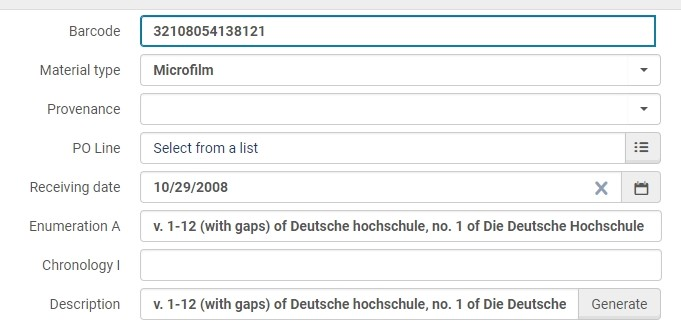 Barcode 32108054138121
Material type Microfilm
Provenance
PO Line Select from a list
Receiving date 10/29/2008
Enumeration A v. 1-12 (with gaps) of Deutsche hochschule, no. 1 of Die Deutsche Hochschule
Chronology I
Description v. 1-12 (with gaps) of Deutsche hochschule, no. 1 of Die Deutsche Generate